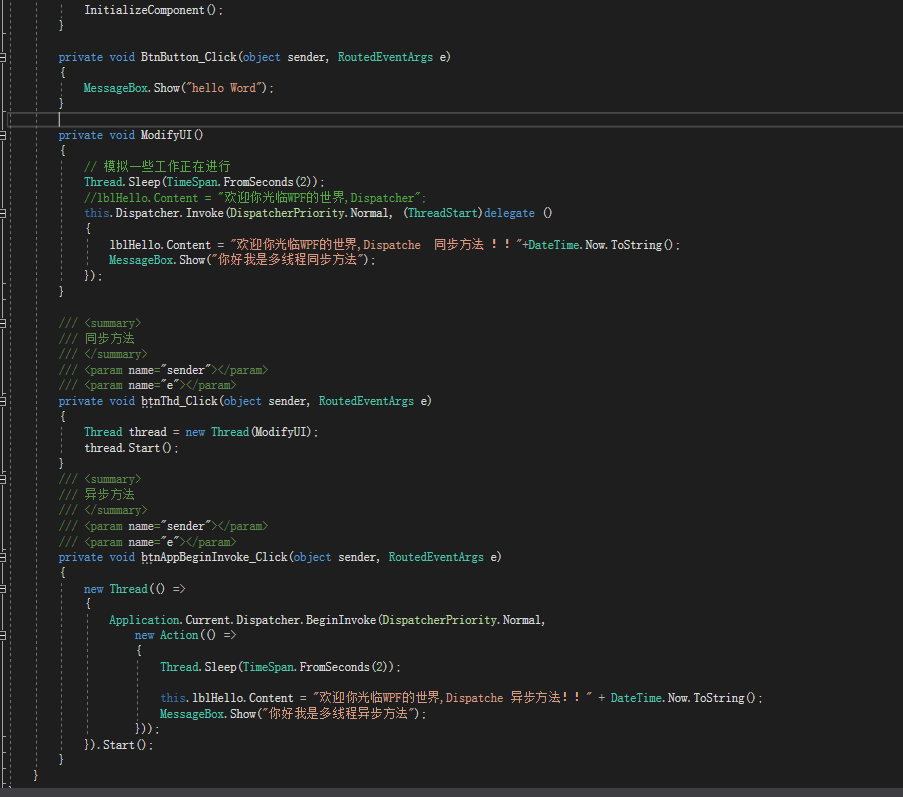 InitializeComponent();
}
private void BtnButton_Click(object sender, RoutedEventArgs e)
{
MessageBox.Show("hello Word");
}
private void ModifyUI()
{
// 模拟一些工作正在进行
Thread.Sleep(TimeSpan.FromSeconds(2));
//lblHello.Content = "欢迎你光临WPF的世界,Dispatcher";
this.Dispatcher.Invoke(DispatcherPriority.Normal, (ThreadStart)delegate ()
{
lblHello.Content = "欢迎你光临WPF的世界,Dispatche  同步方法 ！！"+DateTime.Now.ToString();
MessageBox.Show("你好我是多线程同步方法");
});
}
/// <summary>
/// 同步方法
/// </summary>
/// <param name="sender"></param>
/// <param name="e"></param>
private void btnThd_Click(object sender, RoutedEventArgs e)
{
Thread thread = new Thread(ModifyUI);
thread.Start();
}
/// <summary>
/// 异步方法
/// </summary>
/// <param name="sender"></param>
/// <param name="e"></param>
private void btnAppBeginInvoke_Click(object sender, RoutedEventArgs e)
{
new Thread(() =>
{
Application.Current.Dispatcher.BeginInvoke(DispatcherPriority.Normal,
new Action(() =>
{
Thread.Sleep(TimeSpan.FromSeconds(2));
this.lblHello.Content = "欢迎你光临WPF的世界,Dispatche 异步方法！！" + DateTime.Now.ToString();
MessageBox.Show("你好我是多线程异步方法");
}));
}).Start();
}
}